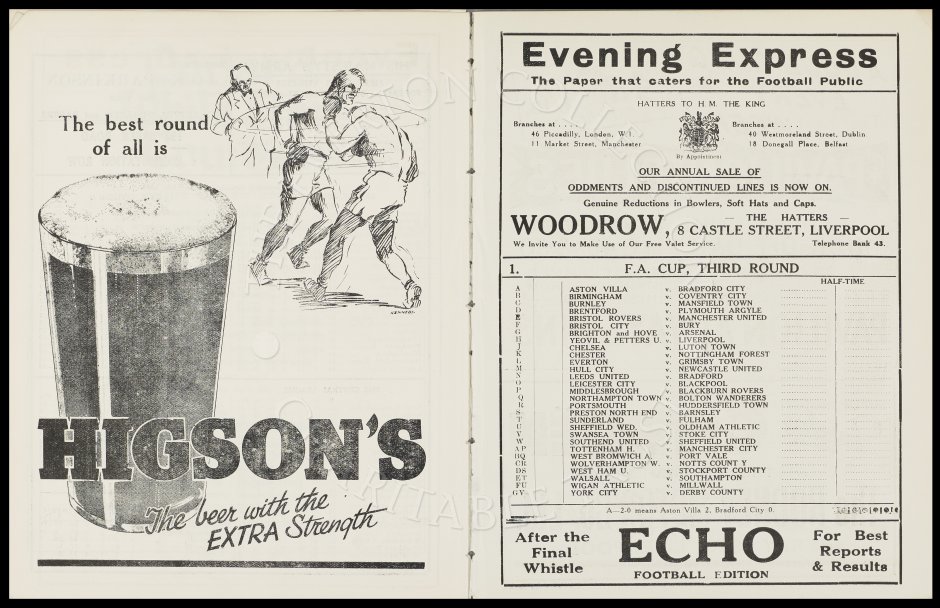 The best round
of all is
KENNEDY.
HIGSON'S
The beer with the
EXTRA Strength
Evening Express
The Paper that caters for the Football Public
HATTERS TO H M. THE KING
Branches at . . . .
46 Piccadilly, London, W1.
11 Market Street, Manchester
By Appointment
Branches at . . . .
40 Westmoreland Street, Dublin
18 Donegall Place, Belfast
OUR ANNUAL SALE OF
ODDMENTS AND DISCONTINUED LINES IS NOW ON.
Genuine Reductions in Bowlers, Soft Hats and Caps.
WOODROW, — THE HATTERS —
8 CASTLE STREET, LIVERPOOL
We Invite You to Make Use of Our Free Valet Service. Telephone Bank 43.
1. F.A. CUP, THIRD ROUND
HALF-TIME
A ASTON VILLA v. BRADFORD CITY
B BIRMINGHAM v. COVENTRY CITY
C BURNLEY v. MANSFIELD TOWN
D BRENTFORD v. PLYMOUTH ARGYLE
E BRISTOL ROVERS v. MANCHESTER UNITED
F BRISTOL CITY v. BURY
G BRIGHTON and HOVE v. ARSENAL
H YEOVIL & PETTERS U. v. LIVERPOOL
J CHELSEA v. LUTON TOWN
K CHESTER v. NOTTINGHAM FOREST
L EVERTON v. GRIMSBY TOWN
M HULL CITY v. NEWCASTLE UNITED
N LEEDS UNITED v. BRADFORD
O LEICESTER CITY v. BLACKPOOL
P MIDDLESBROUGH v. BLACKBURN ROVERS
Q NORTHAMPTON TOWN v. BOLTON WANDERERS
R PORTSMOUTH v. HUDDERSFIELD TOWN
S PRESTON NORTH END v. BARNSLEY
T SUNDERLAND v. FULHAM
U SHEFFIELD WED. v. OLDHAM ATHLETIC
V SWANSEA TOWN v. STOKE CITY
W SOUTHEND UNITED v. SHEFFIELD UNITED
AP TOTTENHAM H. v. MANCHESTER CITY
BQ WEST BROMWICH A. v. PORT VALE
CR WOLVERHAMPTON W. v. NOTTS COUNTY
DS WEST HAM U. v. STOCKPORT COUNTY
ET WALSALL v. SOUTHAMPTON
FU WIGAN ATHLETIC v. MILLWALL
GV YORK CITY v. DERBY COUNTY
A—2-0 means Aston Villa 2, Bradford City 0.
After the
Final
Whistle
ECHO
FOOTBALL EDITION
For Best
Reports
& Results